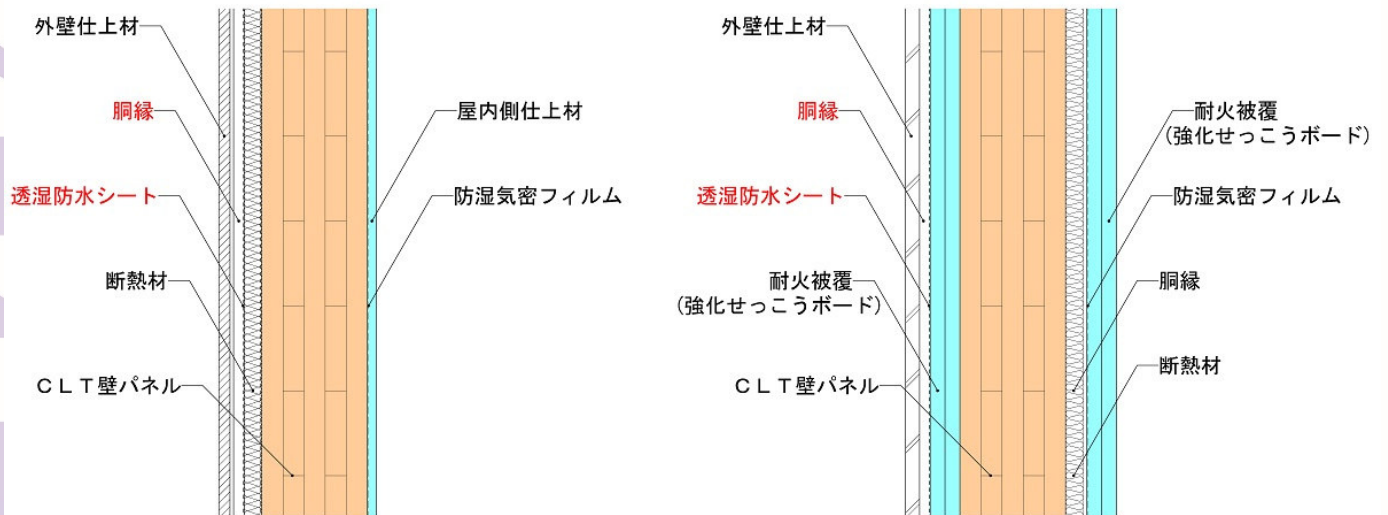 外壁仕上材
胴縁
透湿防水シート
断熱材
ＣＬＴ壁パネル
屋内側仕上材
防湿気密フィルム
外壁仕上材
胴縁
透湿防水シート
耐火被覆
(強化せっこうボード)
ＣＬＴ壁パネル
耐火被覆
(強化せっこうボード)
防湿気密フィルム
胴縁
断熱材